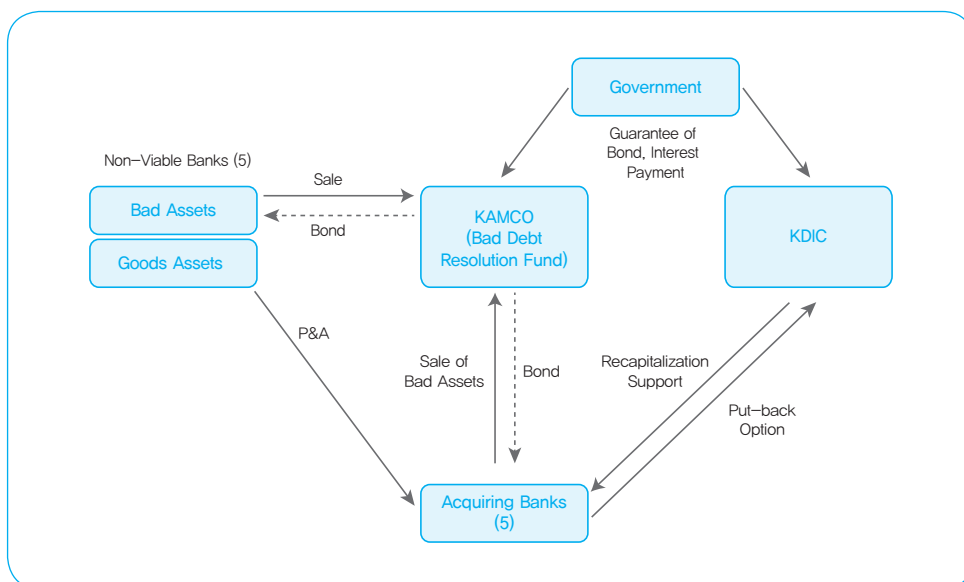 Government
Guarantee of
Bond, Interest
Payment
Non-Viable Banks (5)
Sale
Bad Assets
Bond
Goods Assets
KAMCO
(Bad Debt
Resolution Fund)
KDIC
P&A
Sale of
Bad Assets
Bond
Recapitalization
Support
Put-back
Option
Acquiring Banks
(5)